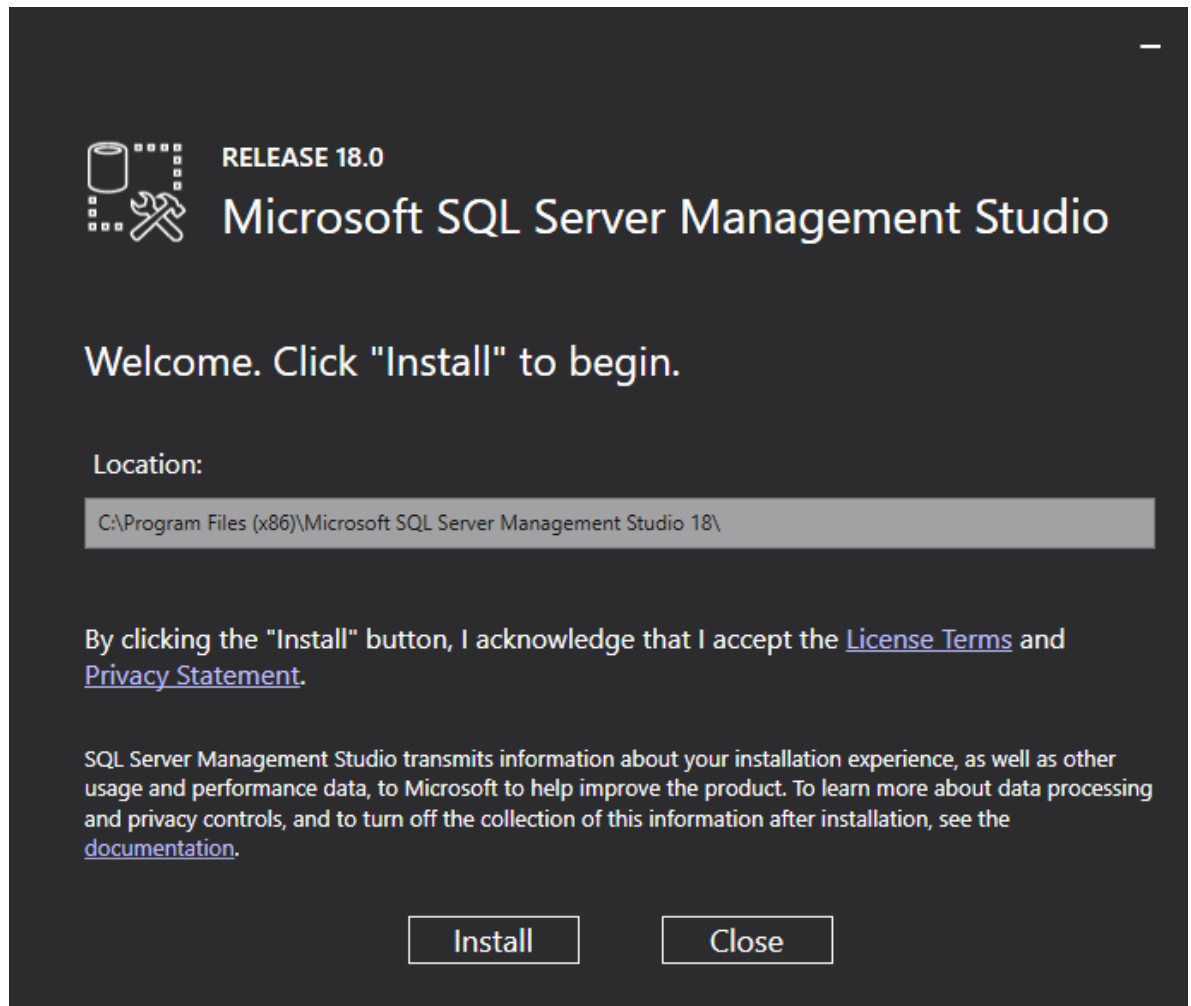 RELEASE 18.0
Microsoft SQL Server Management Studio
Welcome. Click "Install" to begin.
Location:
C:\Program Files (x86)\Microsoft SQL Server Management Studio 18\
By clicking the "Install" button, I acknowledge that I accept the License Terms and
Privacy Statement.
SQL Server Management Studio transmits information about your installation experience, as well as other
usage and performance data, to Microsoft to help improve the product. To learn more about data processing
and privacy controls, and to turn off the collection of this information after installation, see the
documentation.
Install
Close